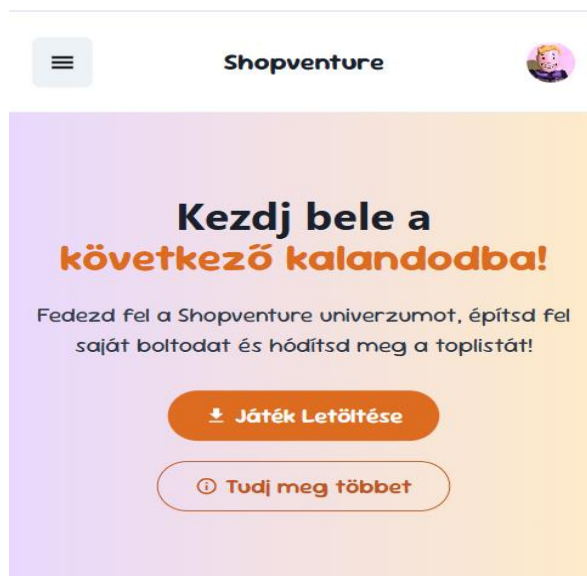 Shopventure
Kezdj bele a
következő kalandodba!
Fedezd fel a Shopventure univerzumot, építsd fel
saját boltodat és hódítsd meg a toplistát!
Játék Letöltése
Tudj meg többet